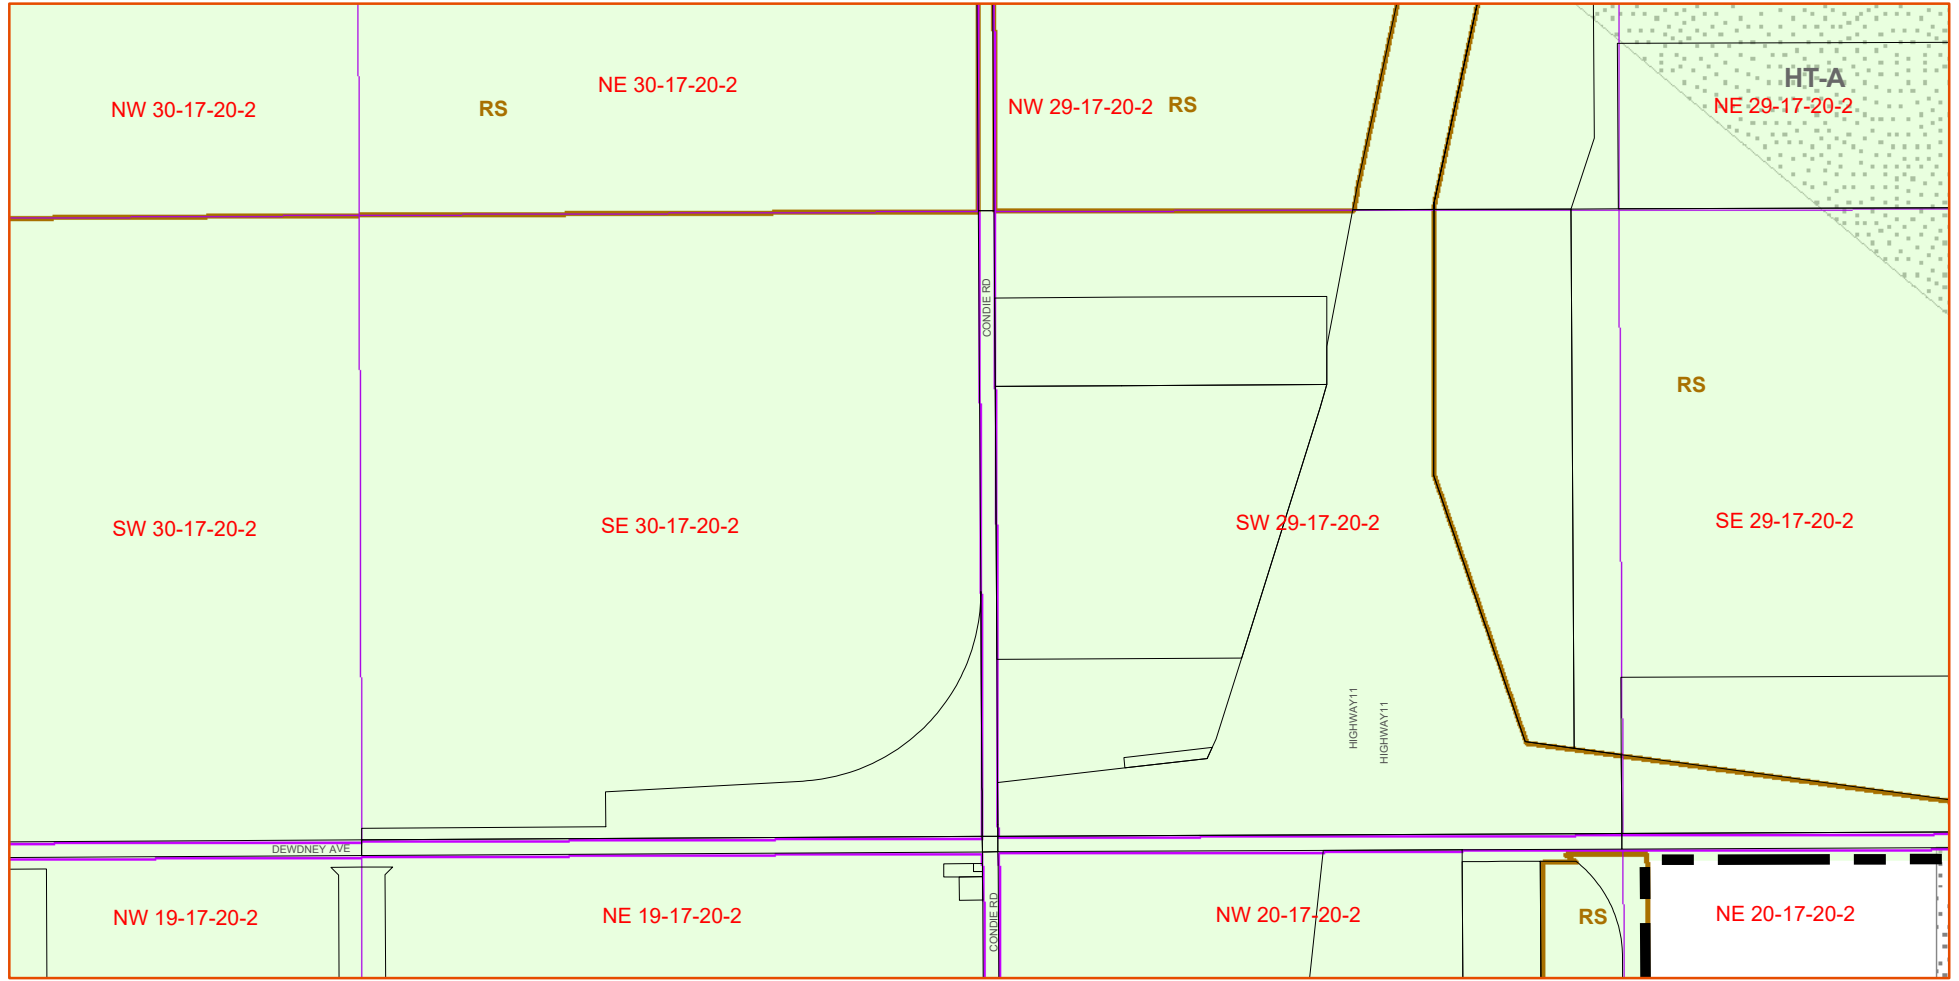 HT-A
NE 30-17-20-2
NW 30-17-20-2
RS
NW 29-17-20-2
RS
NE 29-17-20-2
CONDIE RD
RS
SW 30-17-20-2
SE 30-17-20-2
SW 29-17-20-2
SE 29-17-20-2
HIGHWAY11
HIGHWAY11
DEWDNEY AVE
NW 19-17-20-2
NE 19-17-20-2
CONDIE RD
NW 20-17-20-2
RS
NE 20-17-20-2